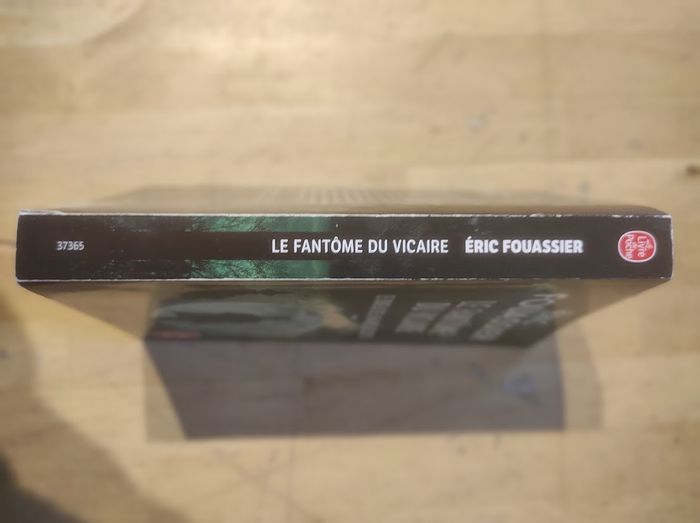 37365
LE FANTÔME DU VICAIRE ÉRIC FOUASSIER
Le
Livre
de
Poche